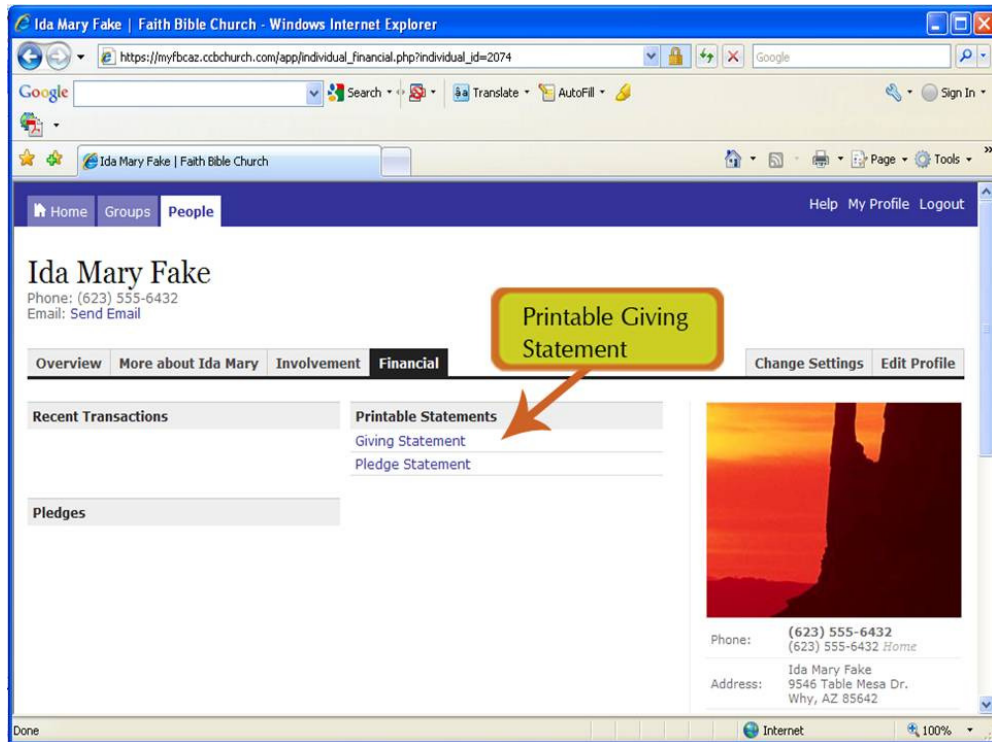 Ida Mary Fake | Faith Bible Church - Windows Internet Explorer
https://myfbcaz.ccbchurch.com/app/individual_financial.php?individual_id=2074
Google
Google
Search
Translate
AutoFill
Sign In
Ida Mary Fake | Faith Bible Church
Page
Tools
»
Home
Groups
People
Help My Profile Logout
Ida Mary Fake
Phone: (623) 555-6432
Email: Send Email
Printable Giving
Statement
Overview
More about Ida Mary
Involvement
Financial
Change Settings
Edit Profile
Recent Transactions
Printable Statements
Giving Statement
Pledge Statement
Pledges
Phone: (623) 555-6432
(623) 555-6432 Home
Address: Ida Mary Fake
9546 Table Mesa Dr.
Why, AZ 85642
Done
Internet
100%